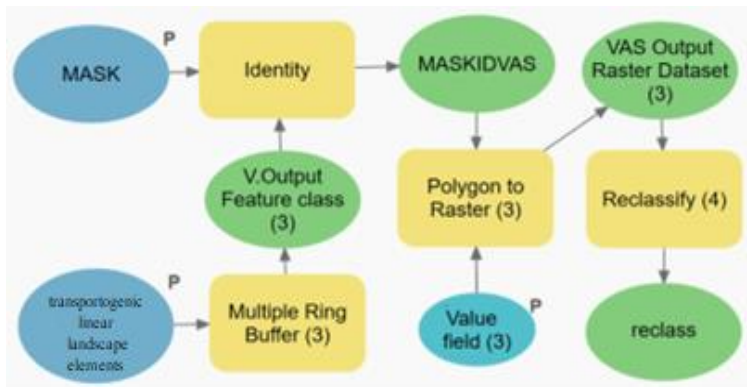 P
MASK
Identity
MASKIDVAS
VAS Output
Raster Dataset
(3)
V.Output
Feature class
(3)
Polygon to
Raster (3)
Reclassify (4)
P
transportogenic
linear
landscape
elements
Multiple Ring
Buffer (3)
P
Value
field (3)
reclass